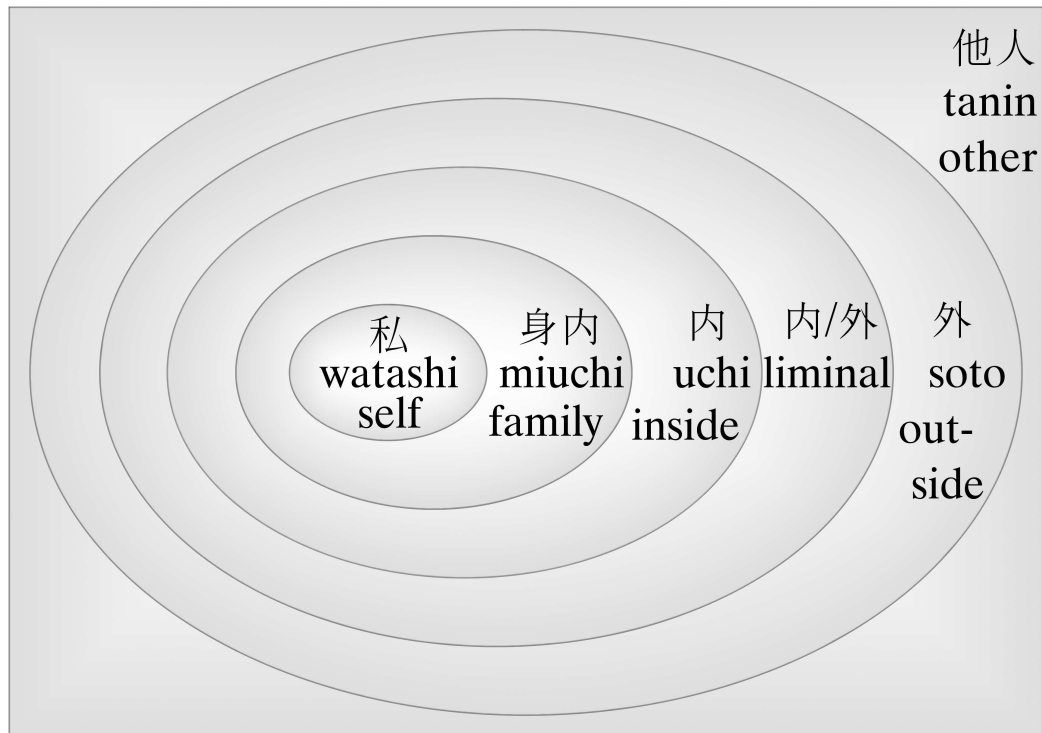 他人
tanin
other
私
watashi
self
身内
miuchi
family
内
uchi
inside
内/外
liminal
外
soto
out-
side